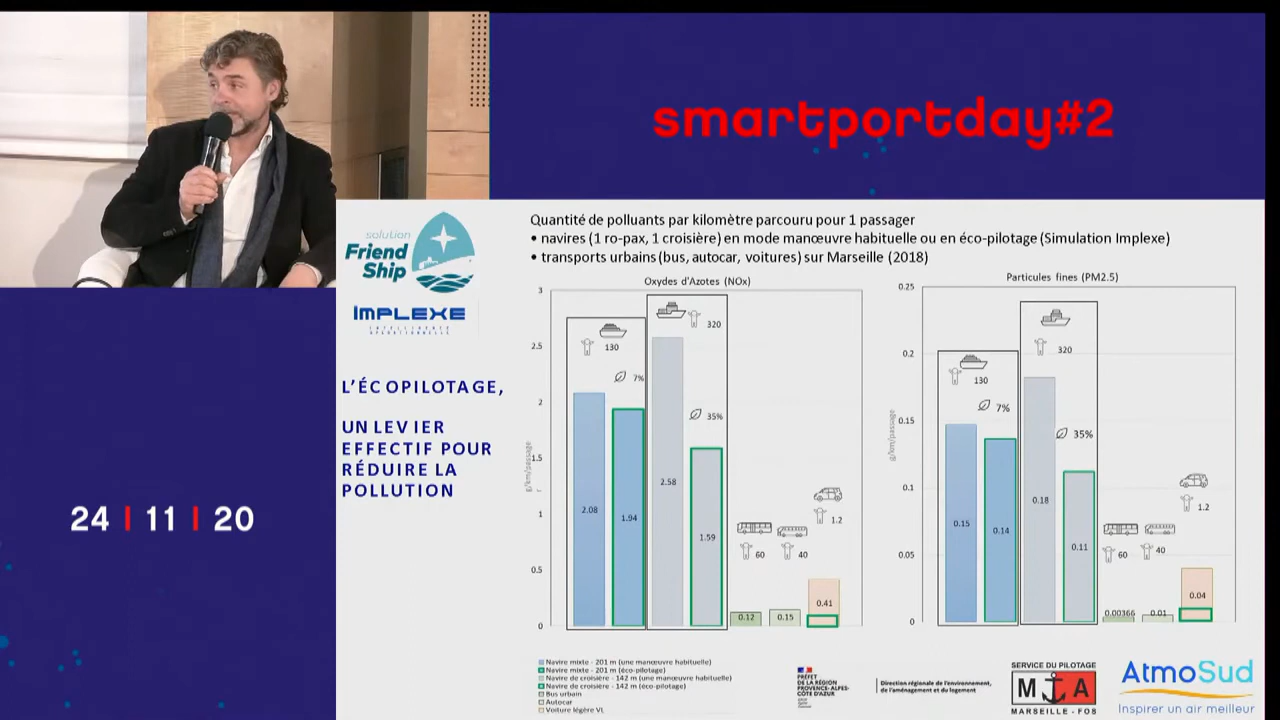 smartportday#2
24 | 11 | 20
solution
Friend
Ship
IMPLEXE
INTELLIGENCE
OPÉRATIONNELLE
L'ÉC OPILOTAGE,
UN LEV IER
EFFECTIF POUR
RÉDUIRE LA
POLLUTION
Quantité de polluants par kilomètre parcouru pour 1 passager
• navires (1 ro-pax, 1 croisière) en mode manœuvre habituelle ou en éco-pilotage (Simulation Implexe)
• transports urbains (bus, autocar, voitures) sur Marseille (2018)
Oxydes d'Azotes (NOx)
3
2.5
2
1.5
1
0.5
0
g/km/passage
r
130
7%
320
35%
2.08
1.94
2.58
1.59
60
40
1.2
0.12
0.15
0.41
Particules fines (PM2.5)
0.25
0.2
0.15
0.1
0.05
0
g/km/passage
130
7%
320
35%
0.15
0.14
0.18
0.11
60
40
1.2
0.00366
0.01
0.04
Navire mixte - 201 m (une manœuvre habituelle)
Navire mixte - 201 m (éco-pilotage)
Navire de croisière - 142 m (une manœuvre habituelle)
Navire de croisière - 142 m (éco-pilotage)
Bus urbain
Autocar
Voiture légère VL
PRÉFET
DE LA RÉGION
PROVENCE-ALPES-
CÔTE D'AZUR
Direction régionale de l'environnement,
de l'aménagement et du logement
SERVICE DU PILOTAGE
M A
MARSEILLE - FOS
AtmoSud
Inspirer un air meilleur